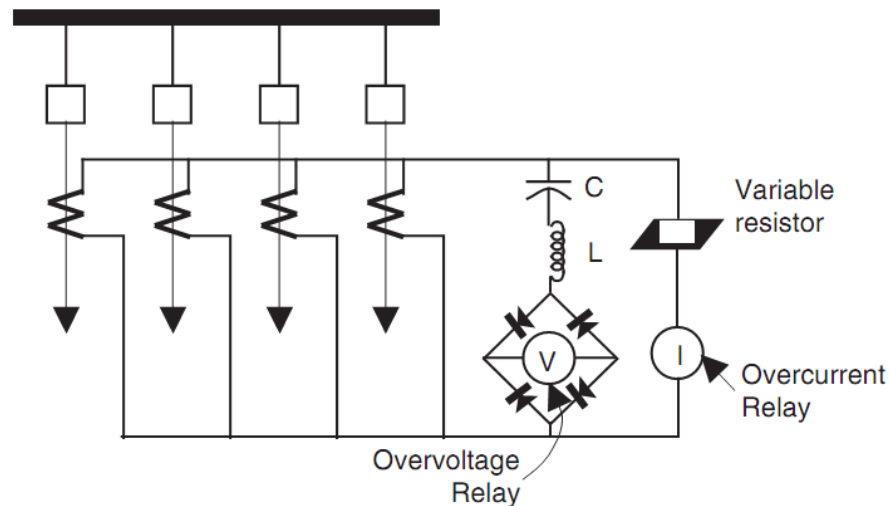 C
Variable
resistor
L
V
I
Overcurrent
Relay
Overvoltage
Relay